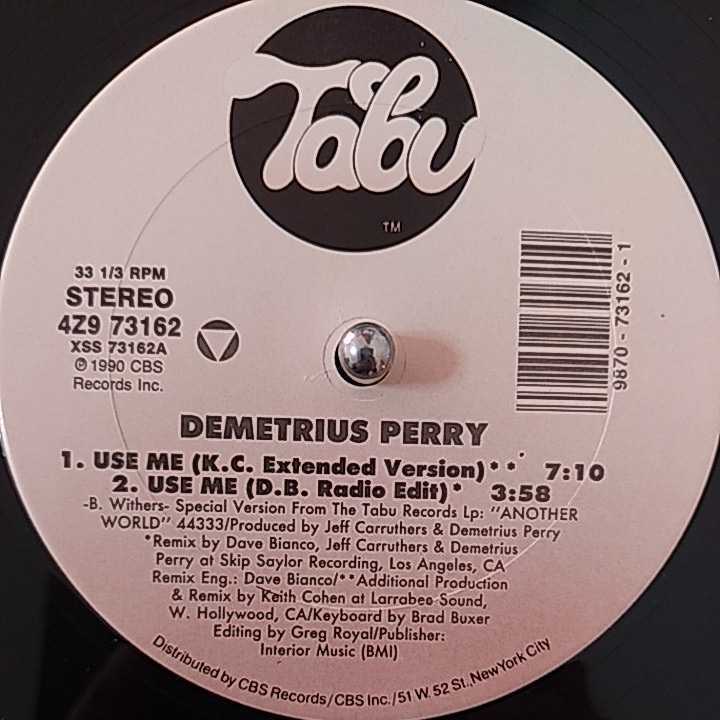 Tabu
TM
33 1/3 RPM
STEREO
4Z9 73162
XSS 73162A
℗ 1990 CBS
Records Inc.
9870 - 73162 - 1
DEMETRIUS PERRY
1. USE ME (K.C. Extended Version)** 7:10
2. USE ME (D.B. Radio Edit)* 3:58
-B. Withers- Special Version From The Tabu Records Lp: "ANOTHER
WORLD" 44333/Produced by Jeff Carruthers & Demetrius Perry
*Remix by Dave Bianco, Jeff Carruthers & Demetrius
Perry at Skip Saylor Recording, Los Angeles, CA
Remix Eng.: Dave Bianco/**Additional Production
& Remix by Keith Cohen at Larrabee Sound,
W. Hollywood, CA/Keyboard by Brad Buxer
Editing by Greg Royal/Publisher:
Interior Music (BMI)
Distributed by CBS Records/CBS Inc./51 W. 52 St., New York City